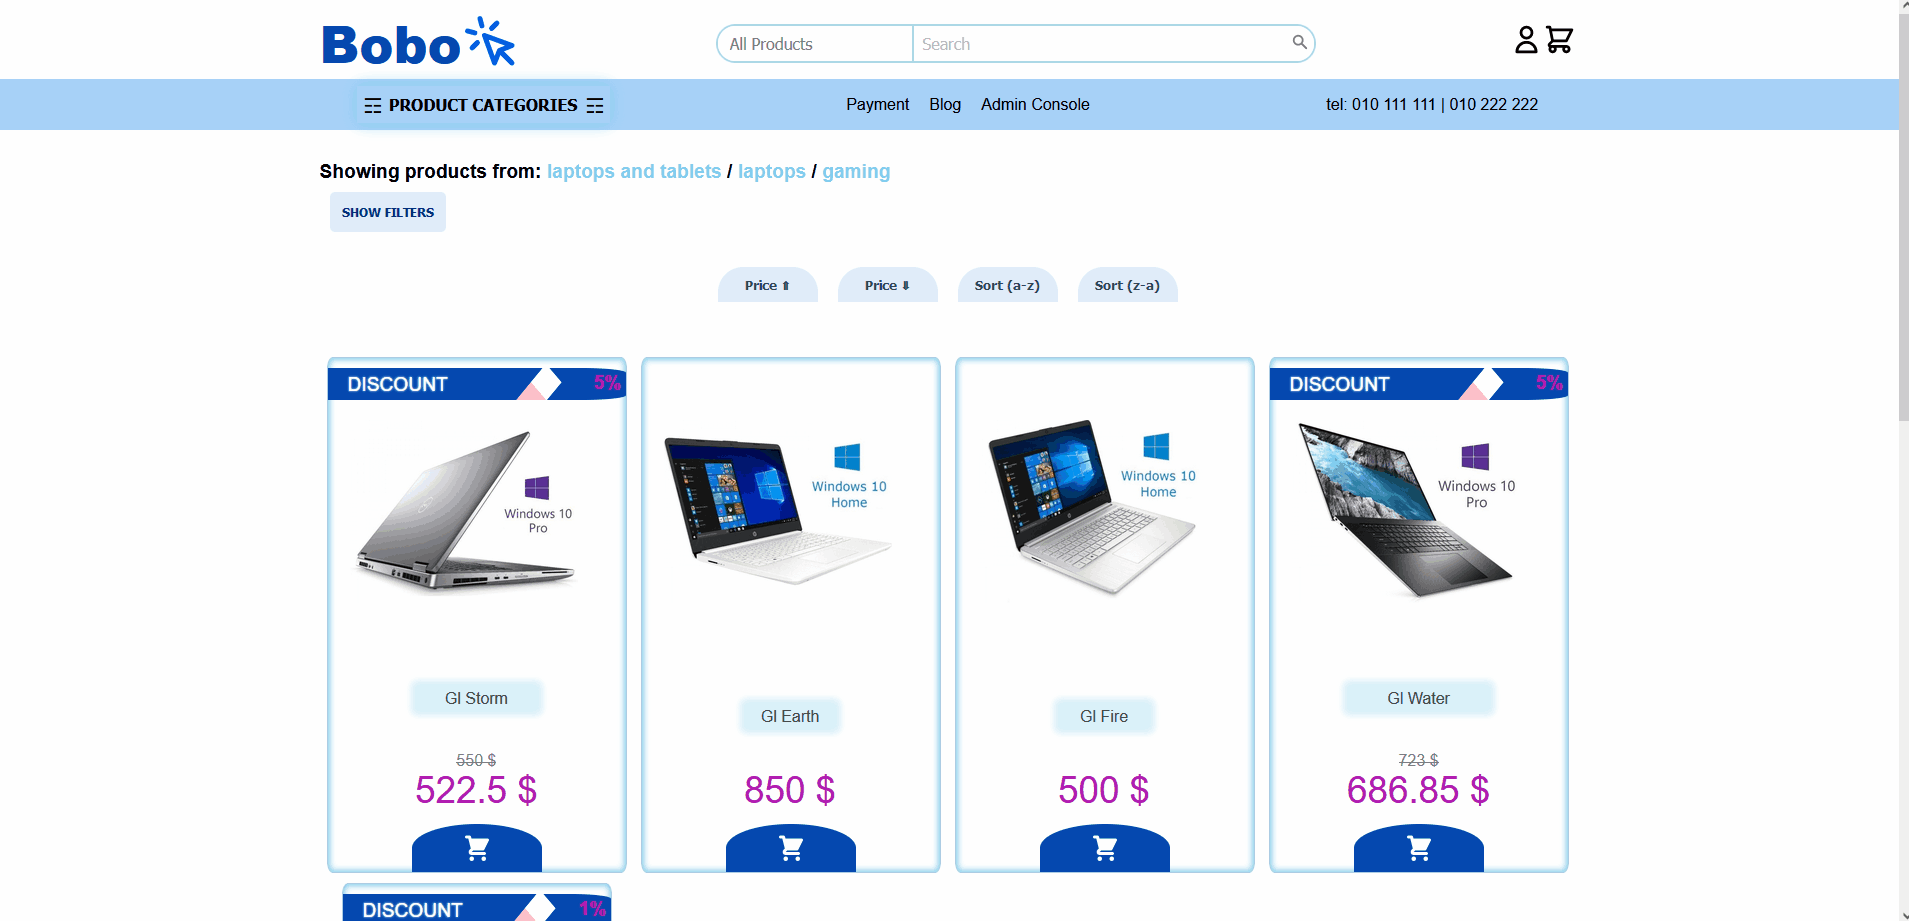 Bobo
All Products
Search
PRODUCT CATEGORIES
Payment Blog Admin Console
tel: 010 111 111 | 010 222 222
Showing products from: laptops and tablets / laptops / gaming
SHOW FILTERS
Price ⬆ Price ⬇ Sort (a-z) Sort (z-a)
DISCOUNT 5%
Windows 10
Pro
GI Storm
550 $
522.5 $
Windows 10
Home
GI Earth
850 $
Windows 10
Home
GI Fire
500 $
DISCOUNT 5%
Windows 10
Pro
GI Water
723 $
686.85 $
DISCOUNT 1%